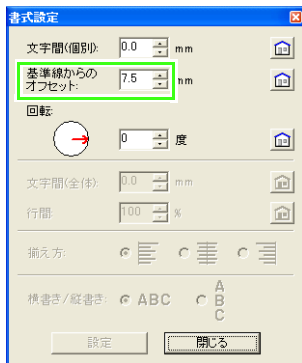 書式設定
文字間(個別): 0.0 mm
基準線からの
オフセット: 7.5 mm
回転:
0 度
文字間(全体): 0.0 mm
行間: 100 %
揃え方:
横書き/縦書き: ABC A
B
C
設定 閉じる